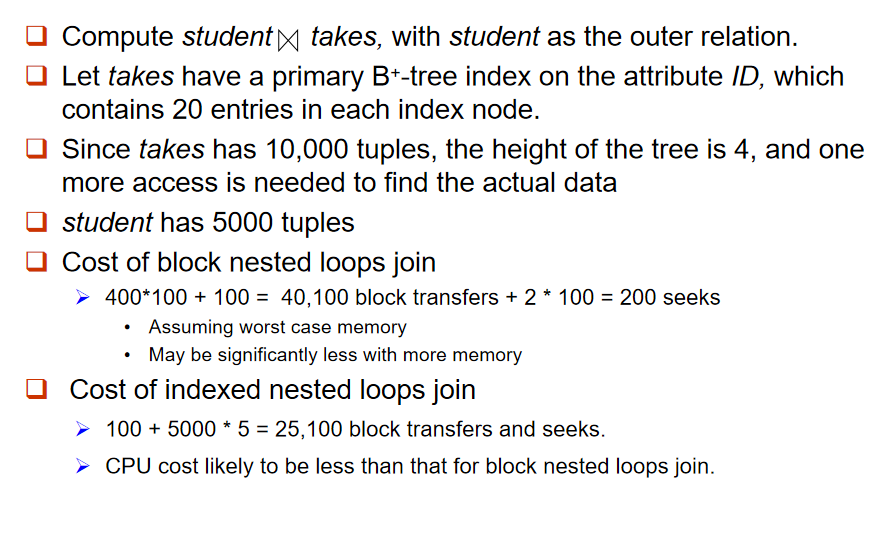 Compute student ⋈ takes, with student as the outer relation.
Let takes have a primary B+-tree index on the attribute ID, which
contains 20 entries in each index node.
Since takes has 10,000 tuples, the height of the tree is 4, and one
more access is needed to find the actual data
student has 5000 tuples
Cost of block nested loops join
400*100 + 100 = 40,100 block transfers + 2 * 100 = 200 seeks
Assuming worst case memory
May be significantly less with more memory
Cost of indexed nested loops join
100 + 5000 * 5 = 25,100 block transfers and seeks.
CPU cost likely to be less than that for block nested loops join.